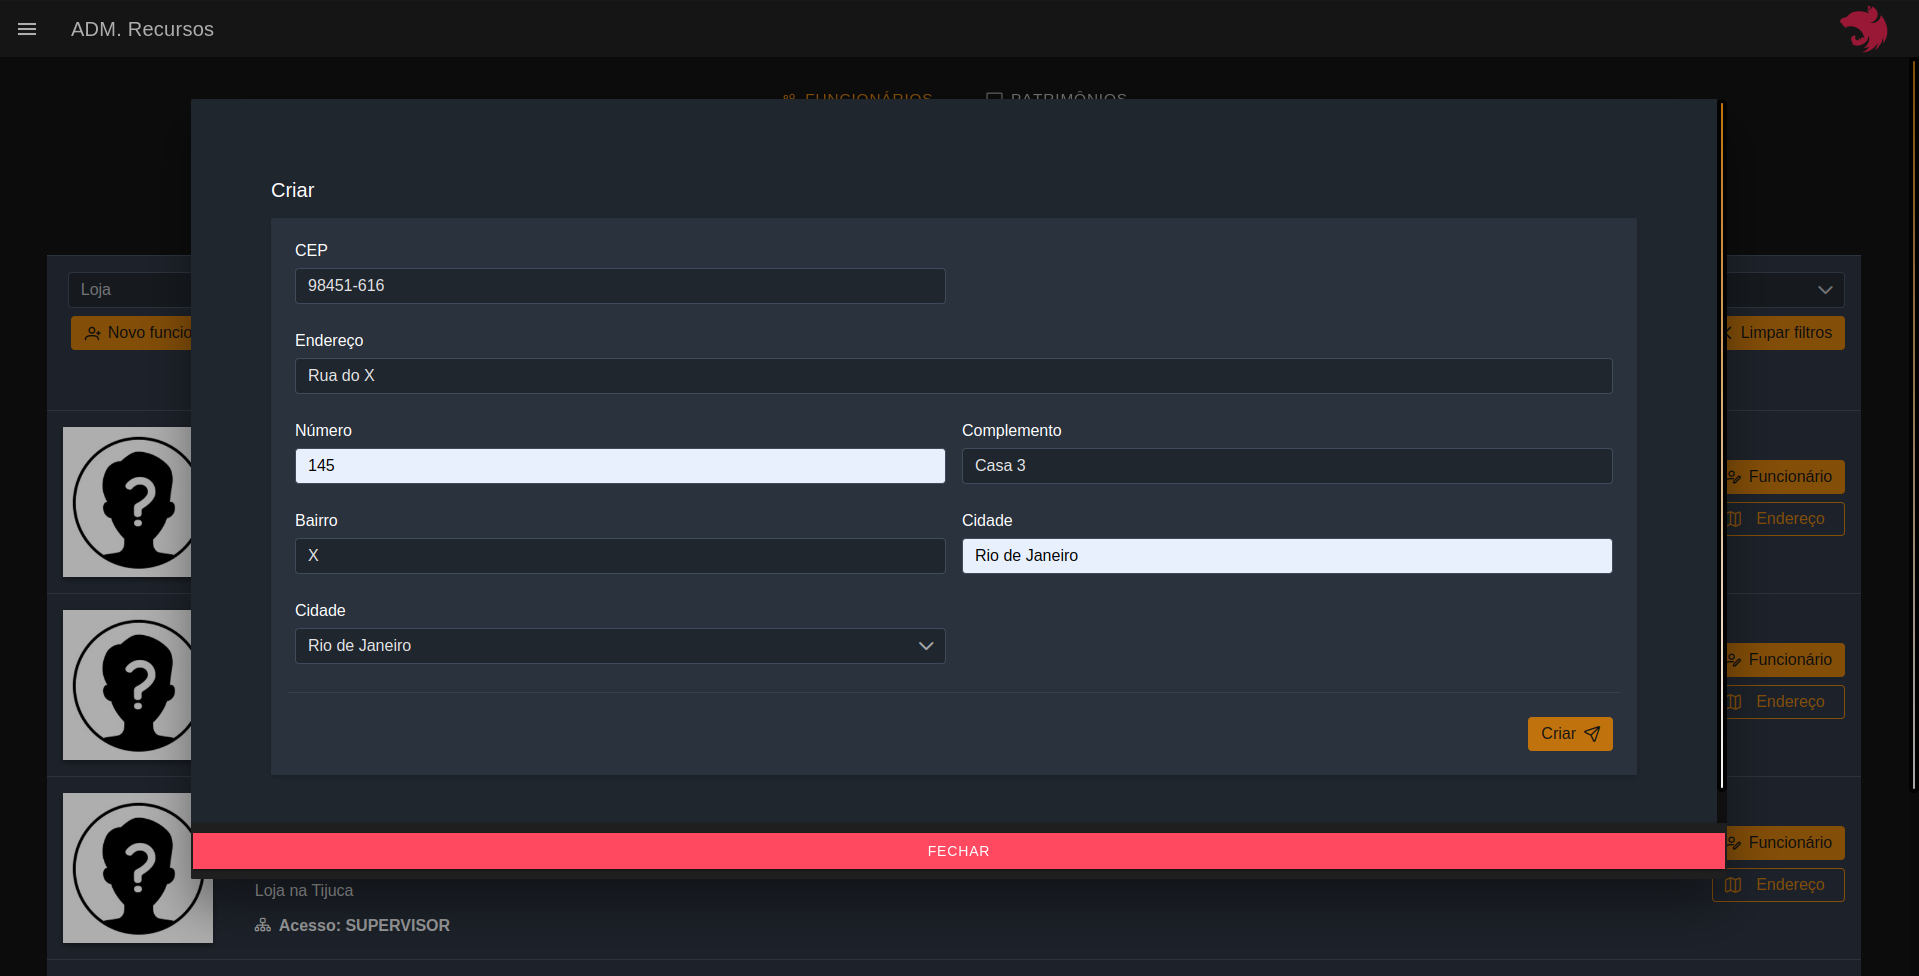 ADM. Recursos
FUNCIONÁRIOS
PATRIMÔNIOS
Criar
CEP
98451-616
Loja
Novo funcio
Limpar filtros
Endereço
Rua do X
Número
Complemento
145
Casa 3
Funcionário
Bairro
Cidade
Endereço
X
Rio de Janeiro
Cidade
Rio de Janeiro
Funcionário
Endereço
Criar
Funcionário
FECHAR
Loja na Tijuca
Endereço
Acesso: SUPERVISOR